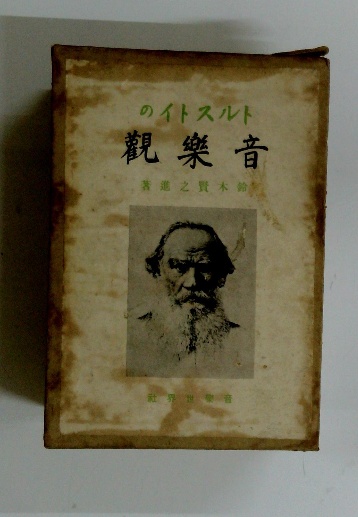 トルストイの
音樂觀
鈴木賢之進著
音樂世界社